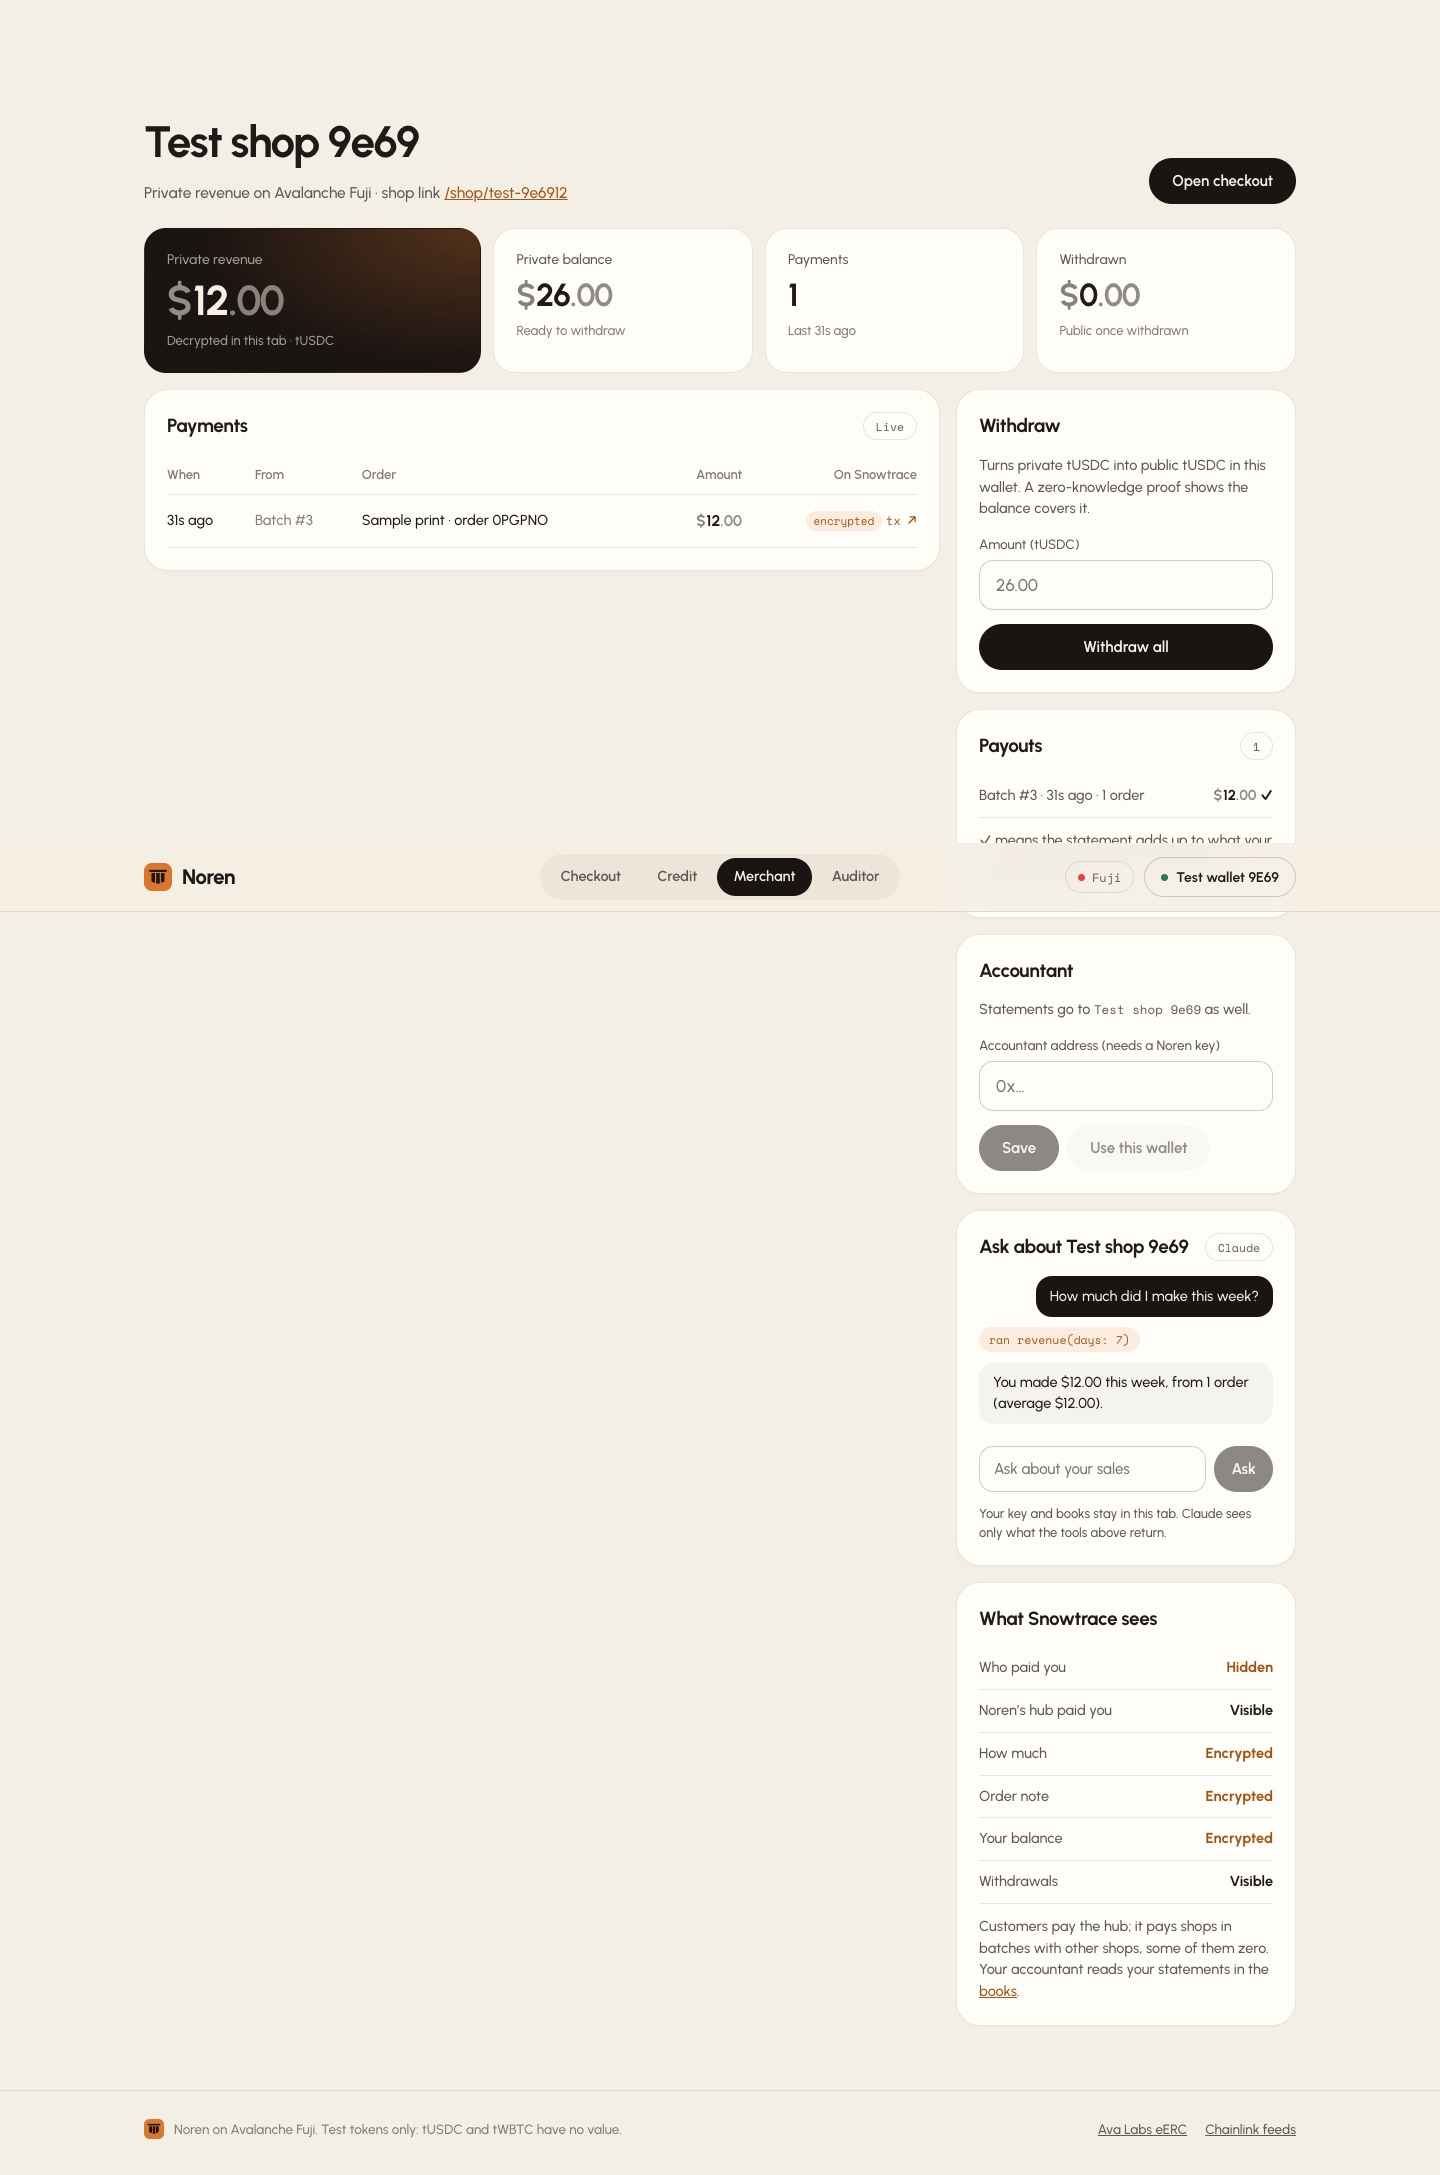 Test shop 9e69
Private revenue on Avalanche Fuji · shop link /shop/test-9e6912
Open checkout
Private revenue
$12.00
Decrypted in this tab · tUSDC
Private balance
$26.00
Ready to withdraw
Payments
1
Last 31s ago
Withdrawn
$0.00
Public once withdrawn
Payments
Live
When From Order Amount On Snowtrace
31s ago Batch #3 Sample print · order 0PGPNO $12.00 encrypted tx ↗
Withdraw
Turns private tUSDC into public tUSDC in this
wallet. A zero-knowledge proof shows the
balance covers it.
Amount (tUSDC)
26.00
Withdraw all
Payouts
1
Batch #3 · 31s ago · 1 order $12.00 ✓
✓ means the statement adds up to what your
Noren
Checkout Credit Merchant Auditor
Fuji
Test wallet 9E69
Accountant
Statements go to Test shop 9e69 as well.
Accountant address (needs a Noren key)
0x…
Save Use this wallet
Ask about Test shop 9e69
Claude
How much did I make this week?
ran revenue(days: 7)
You made $12.00 this week, from 1 order
(average $12.00).
Ask about your sales
Ask
Your key and books stay in this tab. Claude sees
only what the tools above return.
What Snowtrace sees
Who paid you Hidden
Noren's hub paid you Visible
How much Encrypted
Order note Encrypted
Your balance Encrypted
Withdrawals Visible
Customers pay the hub; it pays shops in
batches with other shops, some of them zero.
Your accountant reads your statements in the
books.
Noren on Avalanche Fuji. Test tokens only: tUSDC and tWBTC have no value.
Ava Labs eERC Chainlink feeds